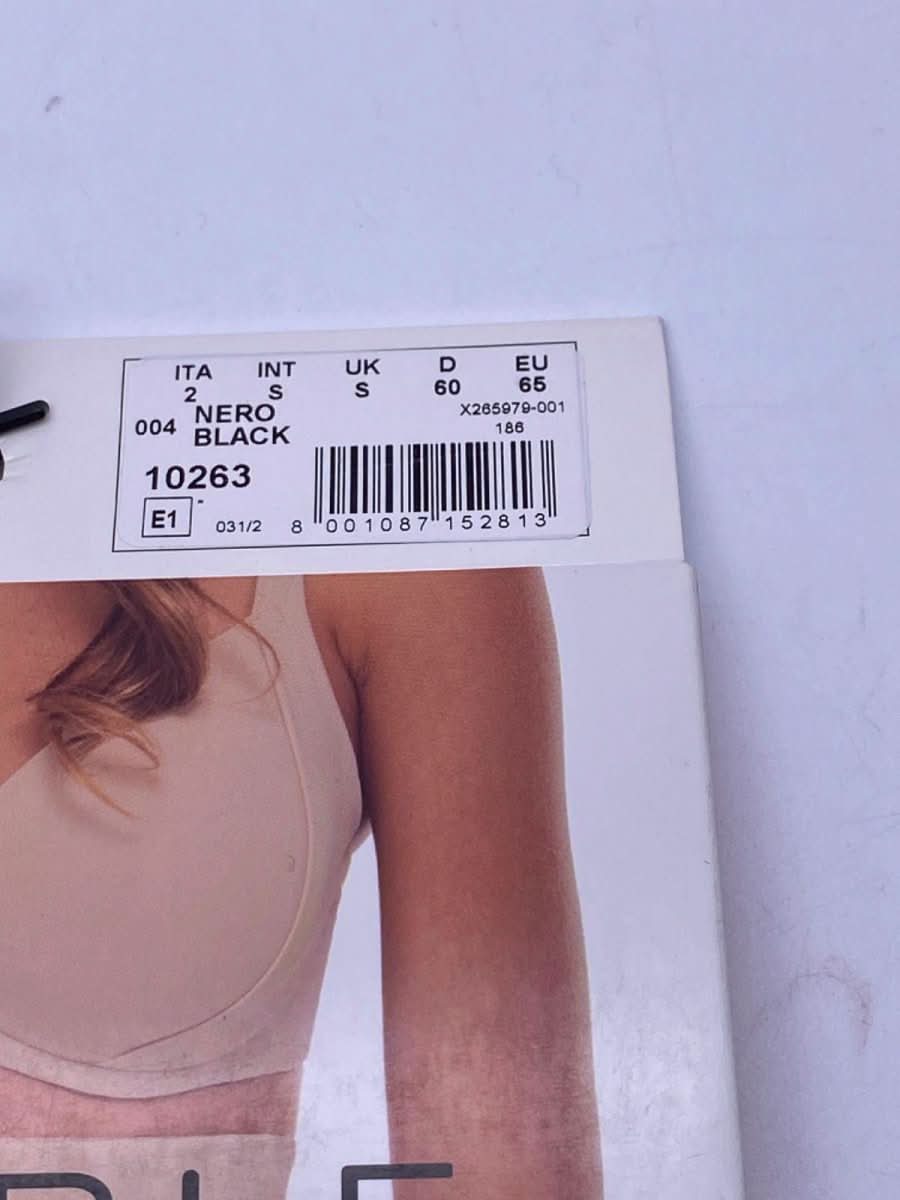 ITA INT UK D EU
2 S S 60 65
004 NERO X265979-001
BLACK 186
10263
E1 031/2 8 001087 152813